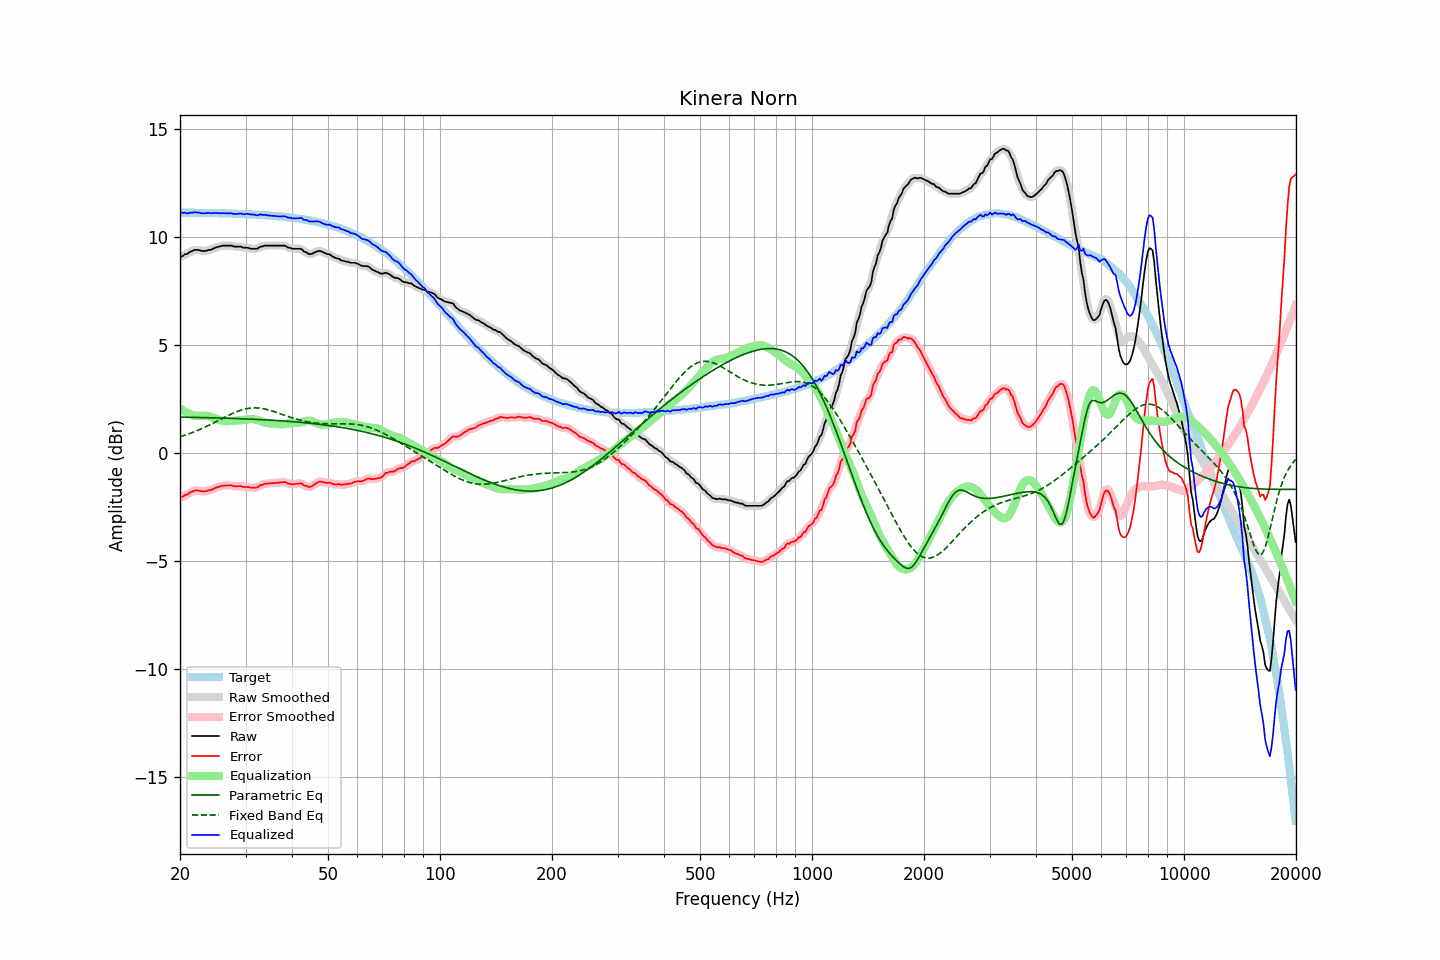 Kinera Norn
15
10
5
0
−5
−10
−15
Amplitude (dBr)
Target
Raw Smoothed
Error Smoothed
Raw
Error
Equalization
Parametric Eq
Fixed Band Eq
Equalized
20 50 100 200 500 1000 2000 5000 10000 20000
Frequency (Hz)